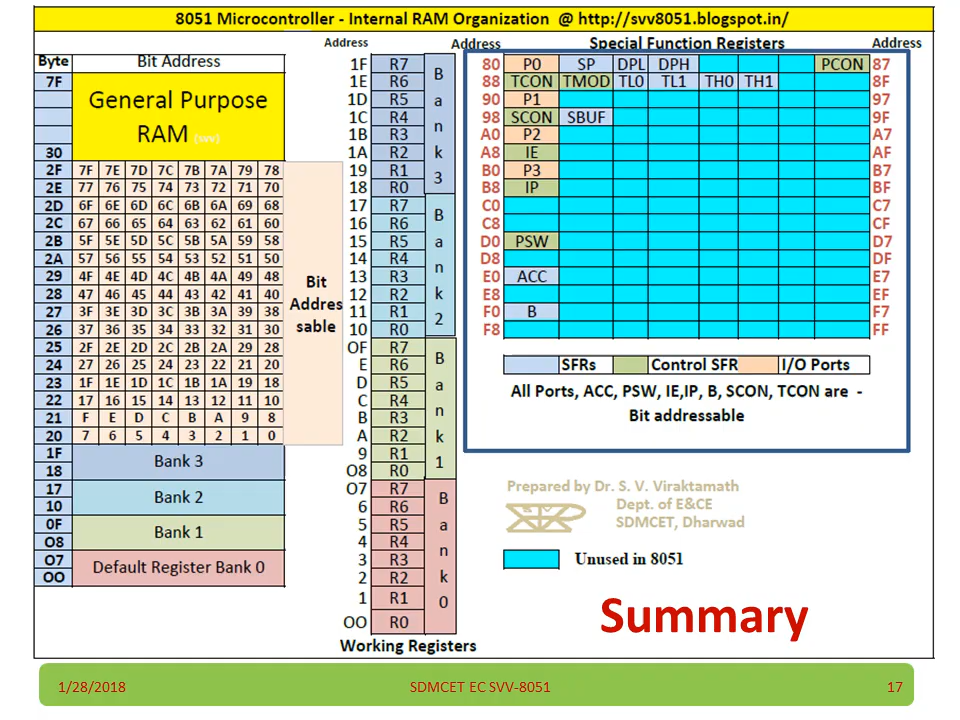 8051 Microcontroller - Internal RAM Organization @ http://svv8051.blogspot.in/
Byte Bit Address
7F General Purpose RAM (svv)
30
2F 7F 7E 7D 7C 7B 7A 79 78
2E 77 76 75 74 73 72 71 70
2D 6F 6E 6D 6C 6B 6A 69 68
2C 67 66 65 64 63 62 61 60
2B 5F 5E 5D 5C 5B 5A 59 58
2A 57 56 55 54 53 52 51 50
29 4F 4E 4D 4C 4B 4A 49 48
28 47 46 45 44 43 42 41 40
27 3F 3E 3D 3C 3B 3A 39 38
26 37 36 35 34 33 32 31 30
25 2F 2E 2D 2C 2B 2A 29 28
24 27 26 25 24 23 22 21 20
23 1F 1E 1D 1C 1B 1A 19 18
22 17 16 15 14 13 12 11 10
21 F E D C B A 9 8
20 7 6 5 4 3 2 1 0
Bit
Addres
sable
1F
18 Bank 3
17
10 Bank 2
0F
O8 Bank 1
O7
OO Default Register Bank 0
Address
1F R7
1E R6
1D R5
1C R4
1B R3
1A R2
19 R1
18 R0
Bank 3
17 R7
16 R6
15 R5
14 R4
13 R3
12 R2
11 R1
10 R0
Bank 2
OF R7
E R6
D R5
C R4
B R3
A R2
9 R1
O8 R0
Bank 1
O7 R7
6 R6
5 R5
4 R4
3 R3
2 R2
1 R1
OO R0
Bank 0
Working Registers
Address Special Function Registers Address
80 P0 SP DPL DPH PCON 87
88 TCON TMOD TL0 TL1 TH0 TH1 8F
90 P1 97
98 SCON SBUF 9F
A0 P2 A7
A8 IE AF
B0 P3 B7
B8 IP BF
C0 C7
C8 CF
D0 PSW D7
D8 DF
E0 ACC E7
E8 EF
F0 B F7
F8 FF
SFRs Control SFR I/O Ports
All Ports, ACC, PSW, IE,IP, B, SCON, TCON are -
Bit addressable
Prepared by Dr. S. V. Viraktamath
Dept. of E&CE
SDMCET, Dharwad
Unused in 8051
Summary
1/28/2018 SDMCET EC SVV-8051 17